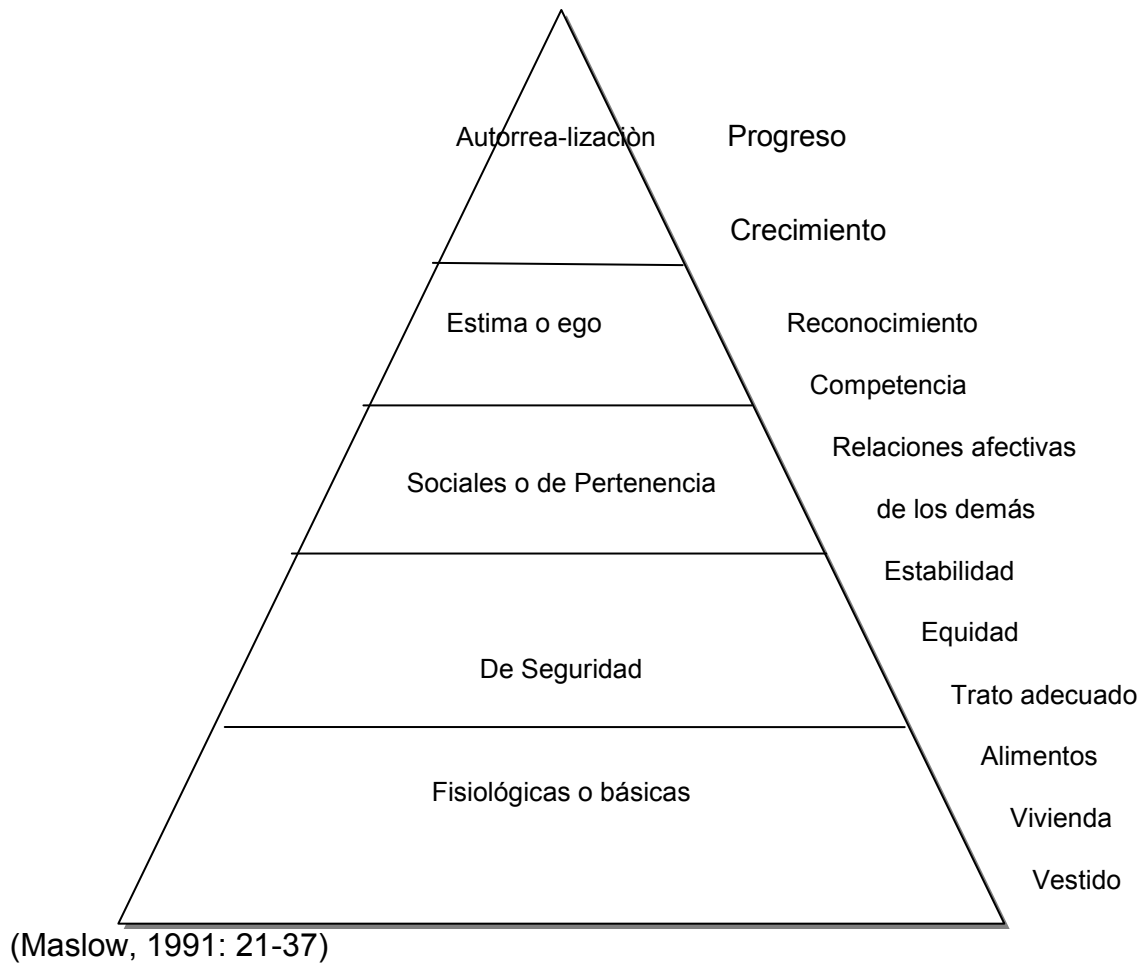 Autorrea-lizaciòn
Progreso
Crecimiento
Estima o ego
Reconocimiento
Competencia
Relaciones afectivas
Sociales o de Pertenencia
de los demás
Estabilidad
Equidad
De Seguridad
Trato adecuado
Alimentos
Fisiológicas o básicas
Vivienda
Vestido
(Maslow, 1991: 21-37)